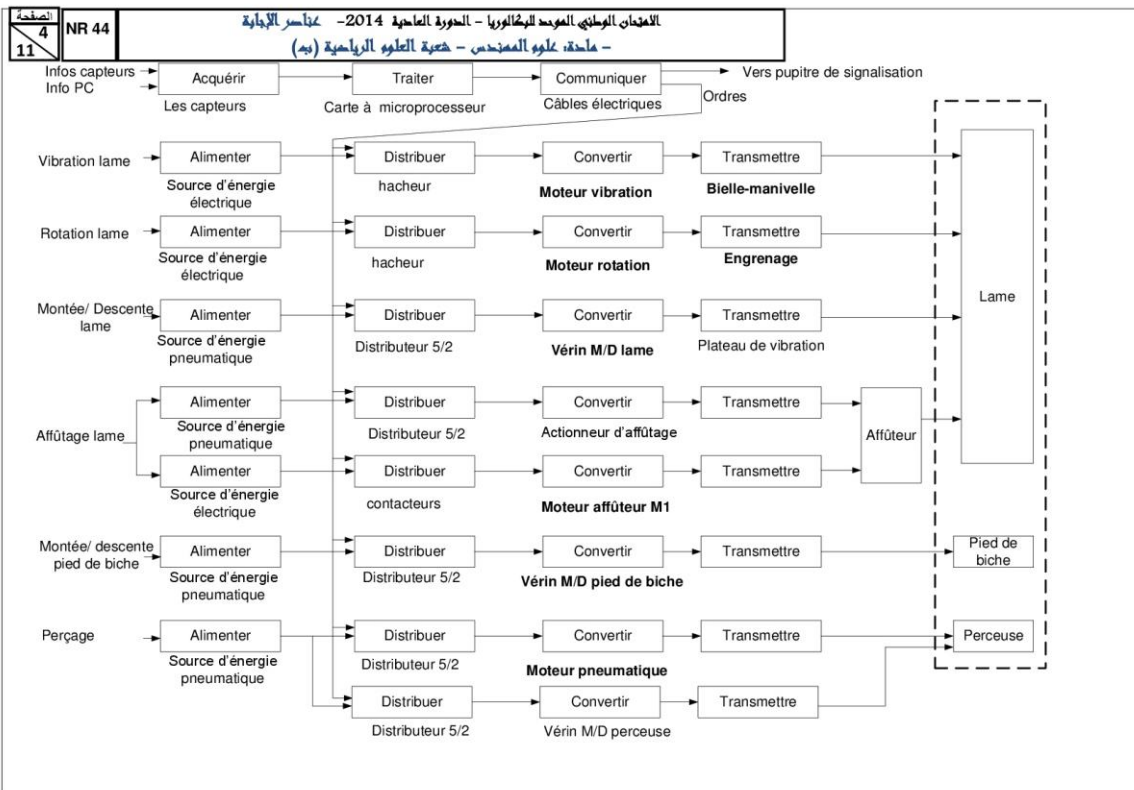 الصفحة
4
11
NR 44
الامتحان الوطني الموحد للبكالوريا - الدورة العادية 2014 - عناصر الإجابة
- مادة: علوم المهندس - شعبة العلوم الرياضية (ب)
Infos capteurs
Info PC
Acquérir
Traiter
Communiquer
Vers pupitre de signalisation
Les capteurs
Carte à microprocesseur
Câbles électriques
Ordres
Vibration lame
Alimenter
Distribuer
Convertir
Transmettre
Source d'énergie
électrique
hacheur
Moteur vibration
Bielle-manivelle
Rotation lame
Alimenter
Distribuer
Convertir
Transmettre
Source d'énergie
électrique
hacheur
Moteur rotation
Engrenage
Lame
Montée/ Descente
lame
Alimenter
Distribuer
Convertir
Transmettre
Source d'énergie
pneumatique
Distributeur 5/2
Vérin M/D lame
Plateau de vibration
Affûtage lame
Alimenter
Distribuer
Convertir
Transmettre
Source d'énergie
pneumatique
Distributeur 5/2
Actionneur d'affûtage
Affûteur
Alimenter
Distribuer
Convertir
Transmettre
Source d'énergie
électrique
contacteurs
Moteur affûteur M1
Montée/ descente
pied de biche
Alimenter
Distribuer
Convertir
Transmettre
Pied de
biche
Source d'énergie
pneumatique
Distributeur 5/2
Vérin M/D pied de biche
Perçage
Alimenter
Distribuer
Convertir
Transmettre
Perceuse
Source d'énergie
pneumatique
Distributeur 5/2
Moteur pneumatique
Distribuer
Convertir
Transmettre
Distributeur 5/2
Vérin M/D perceuse